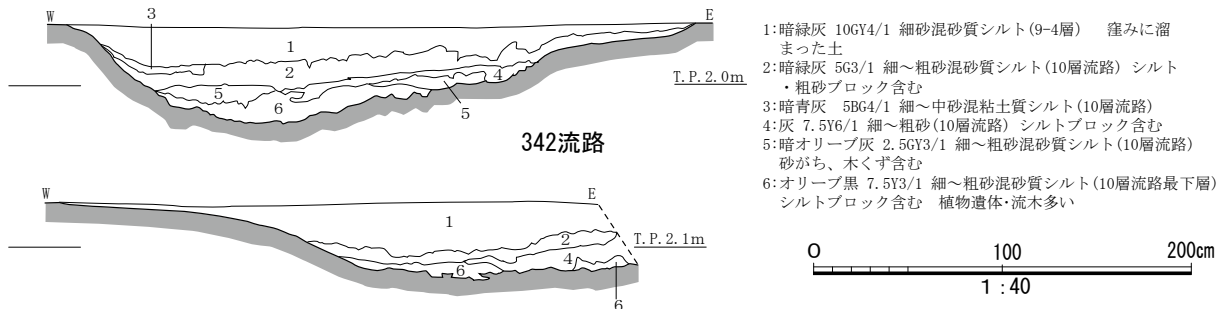 W
3
E
1
2
4
5
6
5
T.P.2.0m
342流路
W
E
1
2
T.P.2.1m
4
6
6
1:暗緑灰 10GY4/1 細砂混砂質シルト(9-4層) 窪みに溜
まった土
2:暗緑灰 5G3/1 細～粗砂混砂質シルト(10層流路) シルト
・粗砂ブロック含む
3:暗青灰 5BG4/1 細～中砂混粘土質シルト(10層流路)
4:灰 7.5Y6/1 細～粗砂(10層流路) シルトブロック含む
5:暗オリーブ灰 2.5GY3/1 細～粗砂混砂質シルト(10層流路)
砂がち、木くず含む
6:オリーブ黒 7.5Y3/1 細～粗砂混砂質シルト(10層流路最下層)
シルトブロック含む 植物遺体・流木多い
0 100 200cm
1:40